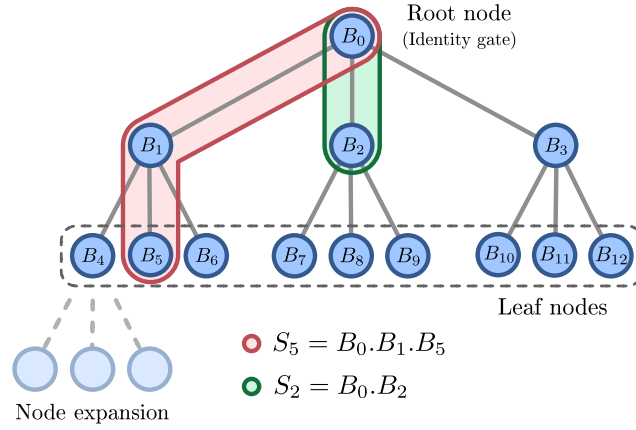 Root node
B₀
(Identity gate)
B₁
B₂
B₃
B₄
B₅
B₆
B₇
B₈
B₉
B₁₀
B₁₁
B₁₂
Leaf nodes
S₅ = B₀.B₁.B₅
S₂ = B₀.B₂
Node expansion